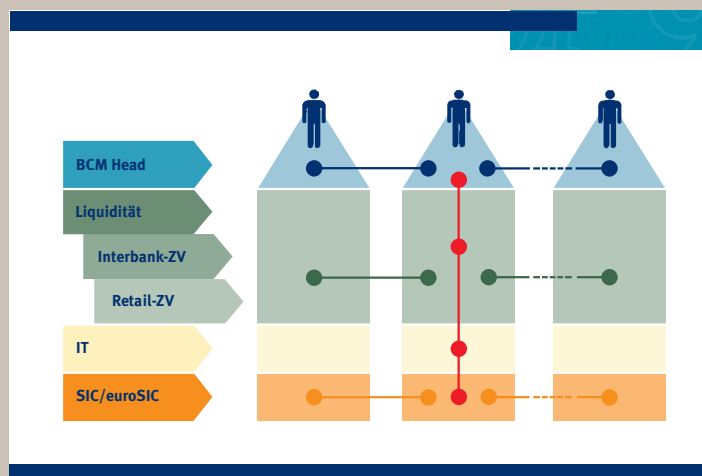 BCM Head
Liquidität
Interbank-ZV
Retail-ZV
IT
SIC/euroSIC